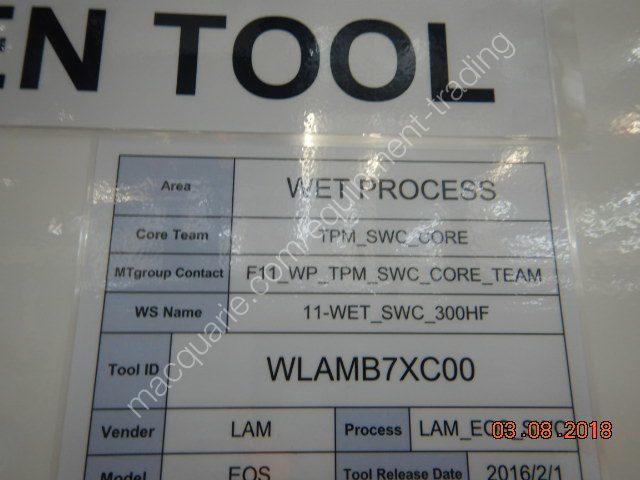 EN TOOL
Area WET PROCESS
Core Team TPM_SWC_CORE
MTgroup Contact F11_WP_TPM_SWC_CORE_TEAM
WS Name 11-WET_SWC_300HF
Tool ID WLAMB7XC00
Vender LAM Process
Model EOS Tool Release Date 2016/2/1
03.08.2018
macquarie.com/equipment-trading